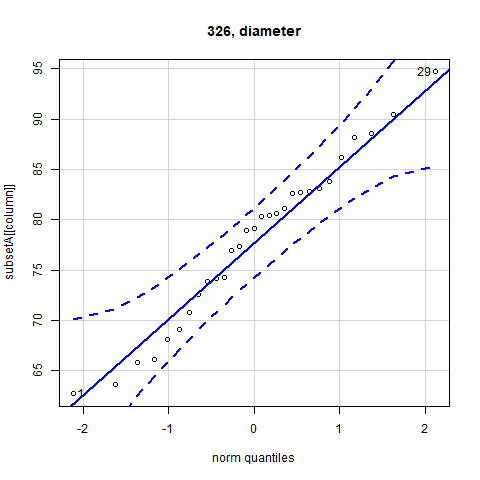 326, diameter
subsetA[[column]]
95
90
85
80
75
70
65
29
1
-2 -1 0 1 2
norm quantiles